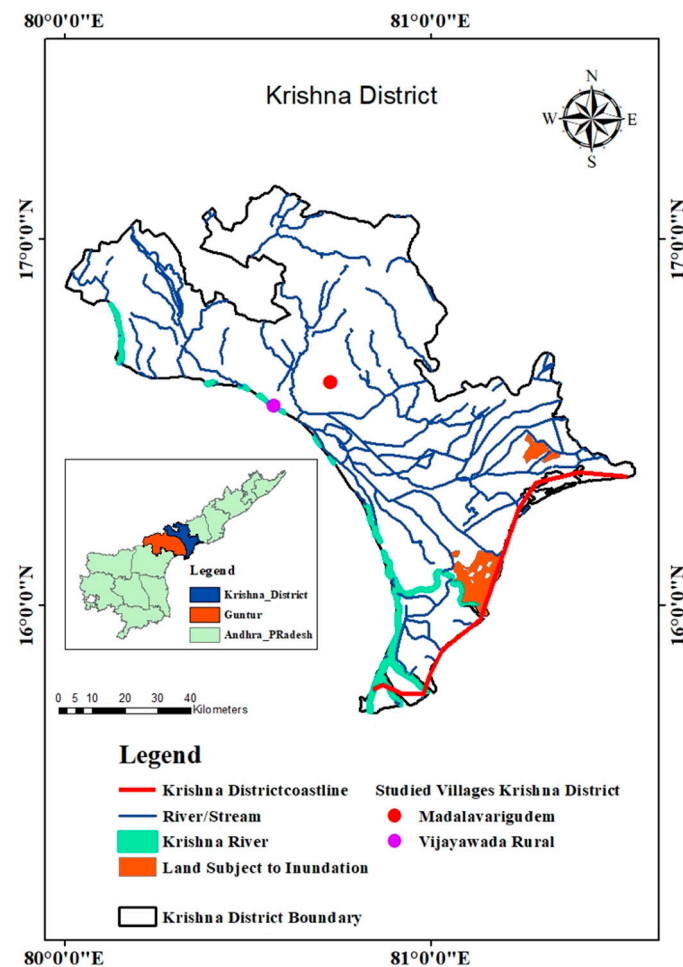 80°0'0"E 81°0'0"E
Krishna District
N
W E
S
17°0'0"N 17°0'0"N
Legend
Krishna_District
Guntur
Andhra_PRadesh
16°0'0"N 16°0'0"N
0 5 10 20 30 40
Kilometers
Legend
Krishna Districtcoastline
River/Stream
Krishna River
Land Subject to Inundation
Krishna District Boundary
Studied Villages Krishna District
Madalavarigudem
Vijayawada Rural
80°0'0"E 81°0'0"E